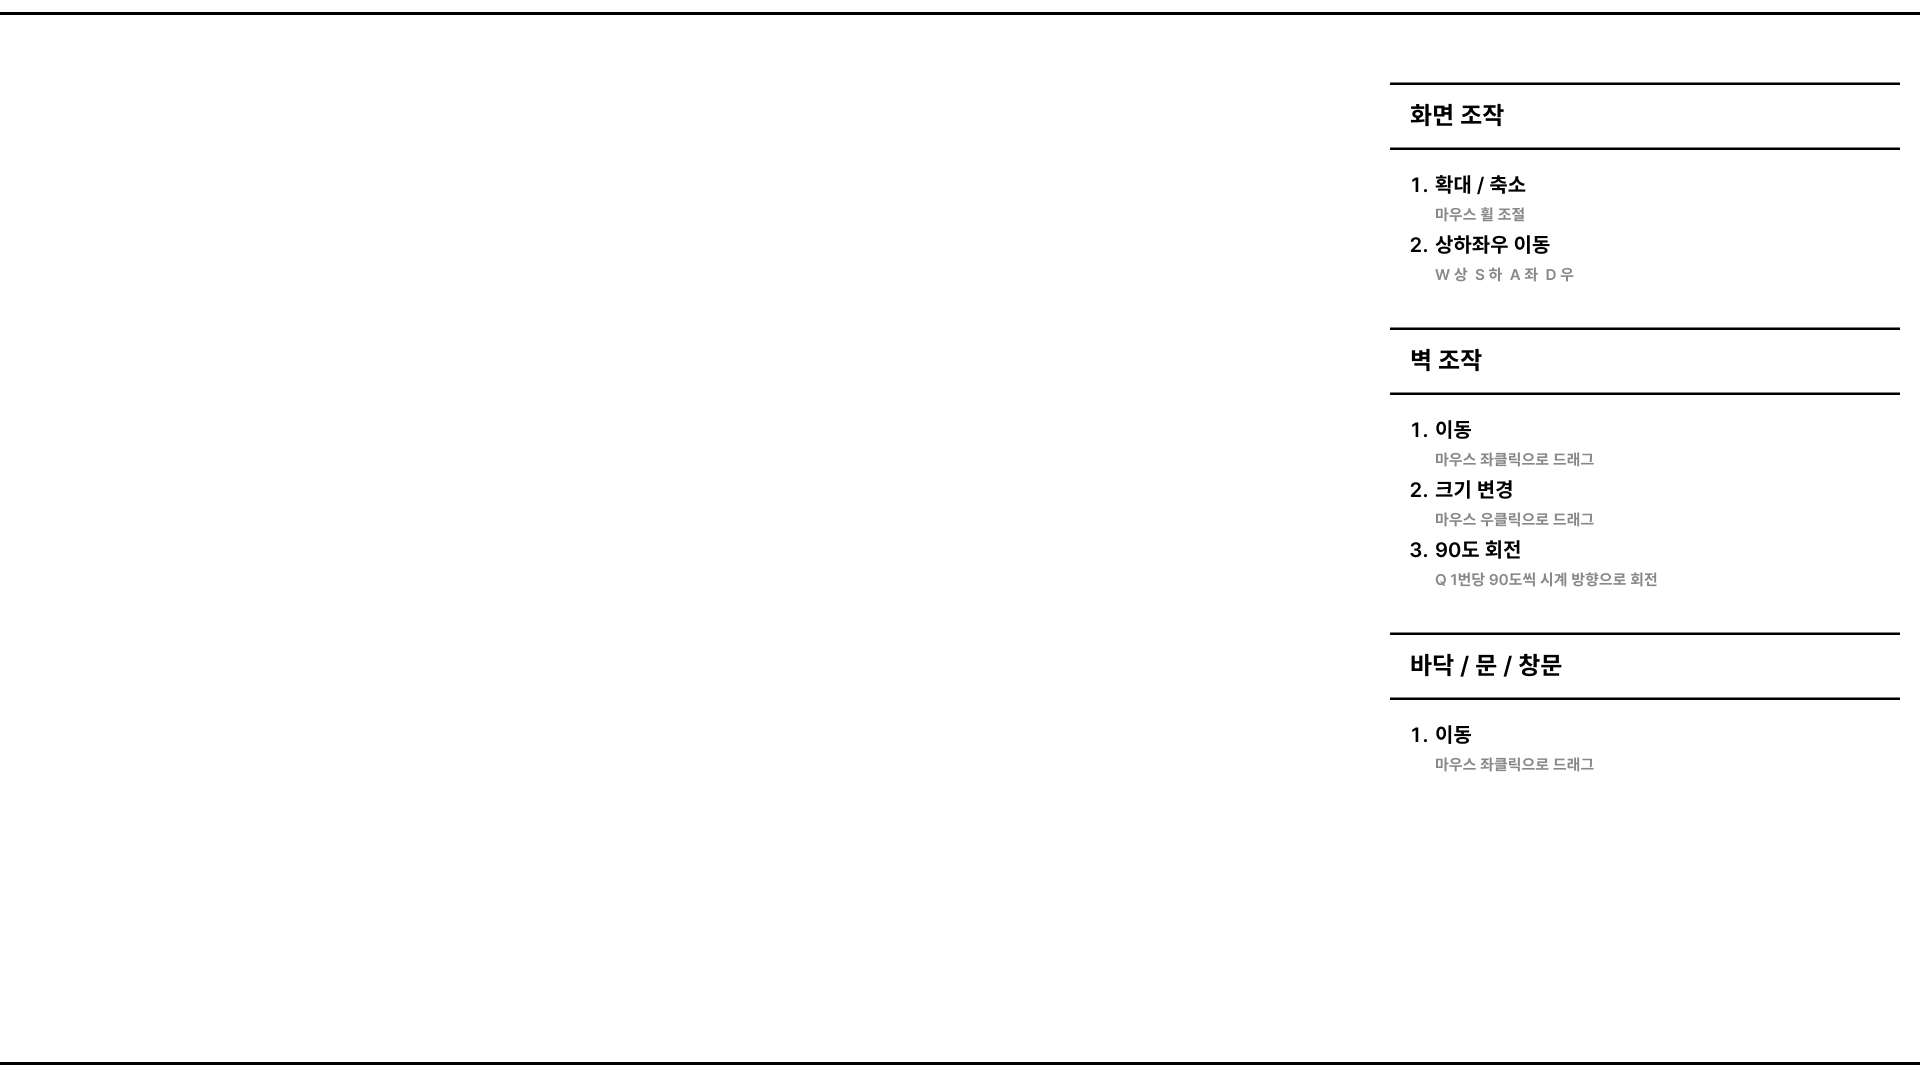 화면 조작
1. 확대 / 축소
마우스 휠 조절
2. 상하좌우 이동
W 상 S 하 A 좌 D 우
벽 조작
1. 이동
마우스 좌클릭으로 드래그
2. 크기 변경
마우스 우클릭으로 드래그
3. 90도 회전
Q 1번당 90도씩 시계 방향으로 회전
바닥 / 문 / 창문
1. 이동
마우스 좌클릭으로 드래그